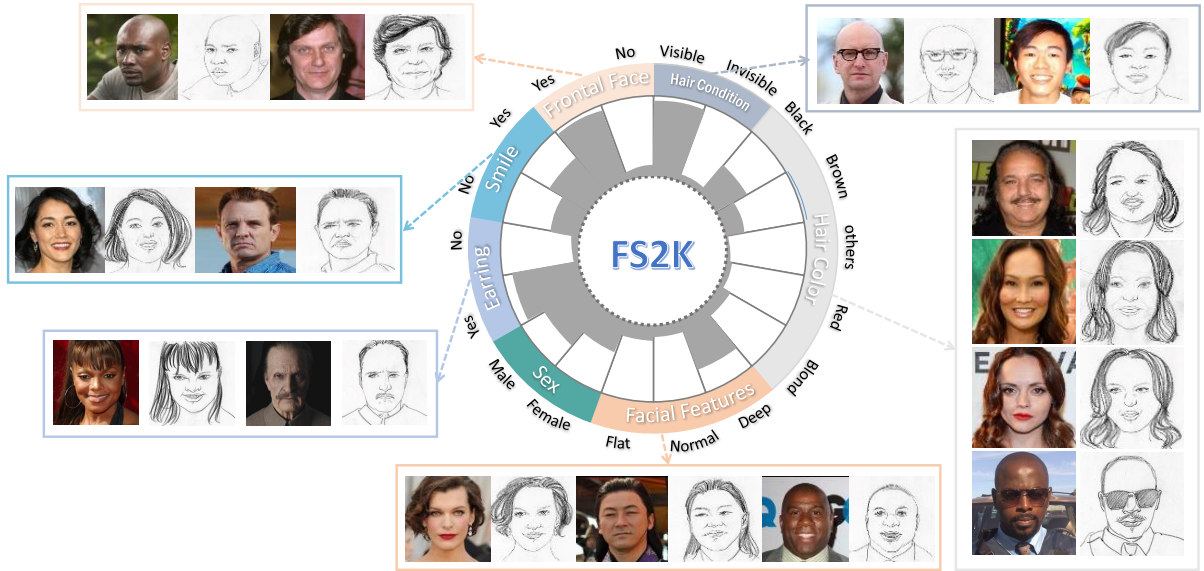 FS2K
Frontal Face
No
Yes
Hair Condition
Visible
Invisible
Hair Color
Black
Brown
others
Red
Blond
Facial Features
Deep
Normal
Flat
Sex
Female
Male
Earring
Yes
No
Smile
No
Yes